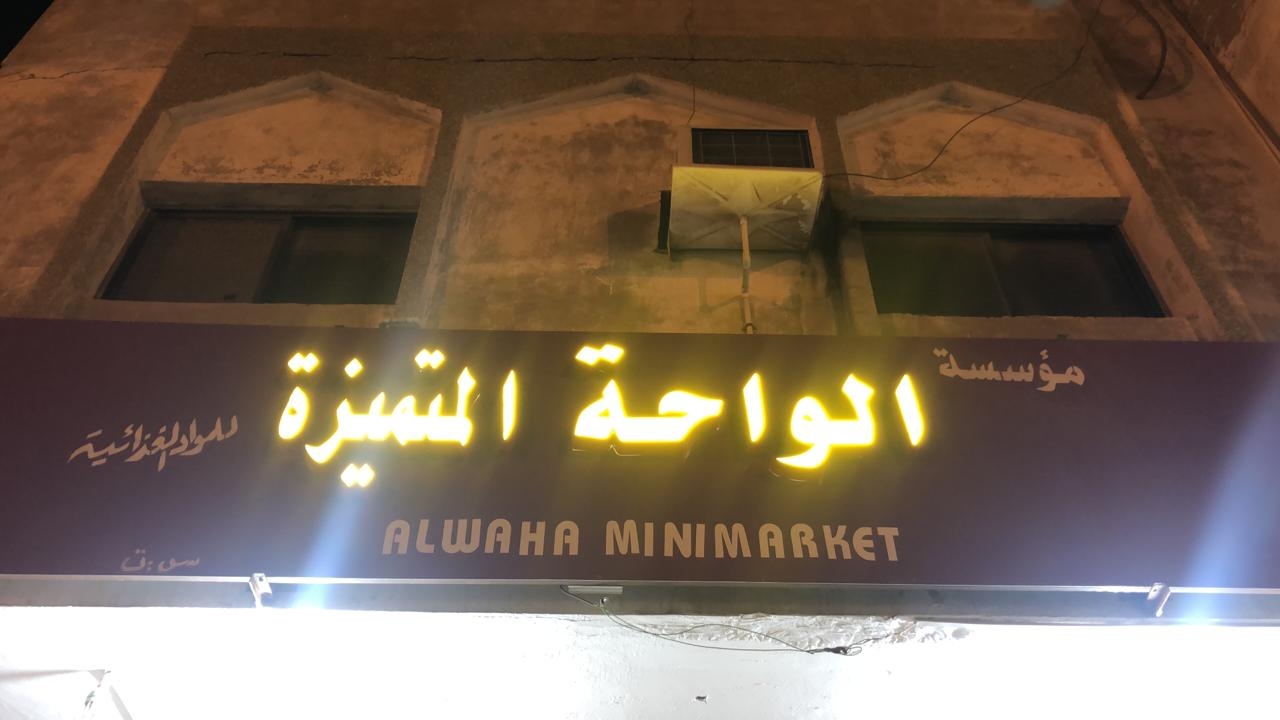 مؤسسة
الواحة المتميزة
للمواد الغذائية
ALWAHA MINIMARKET
س.ت